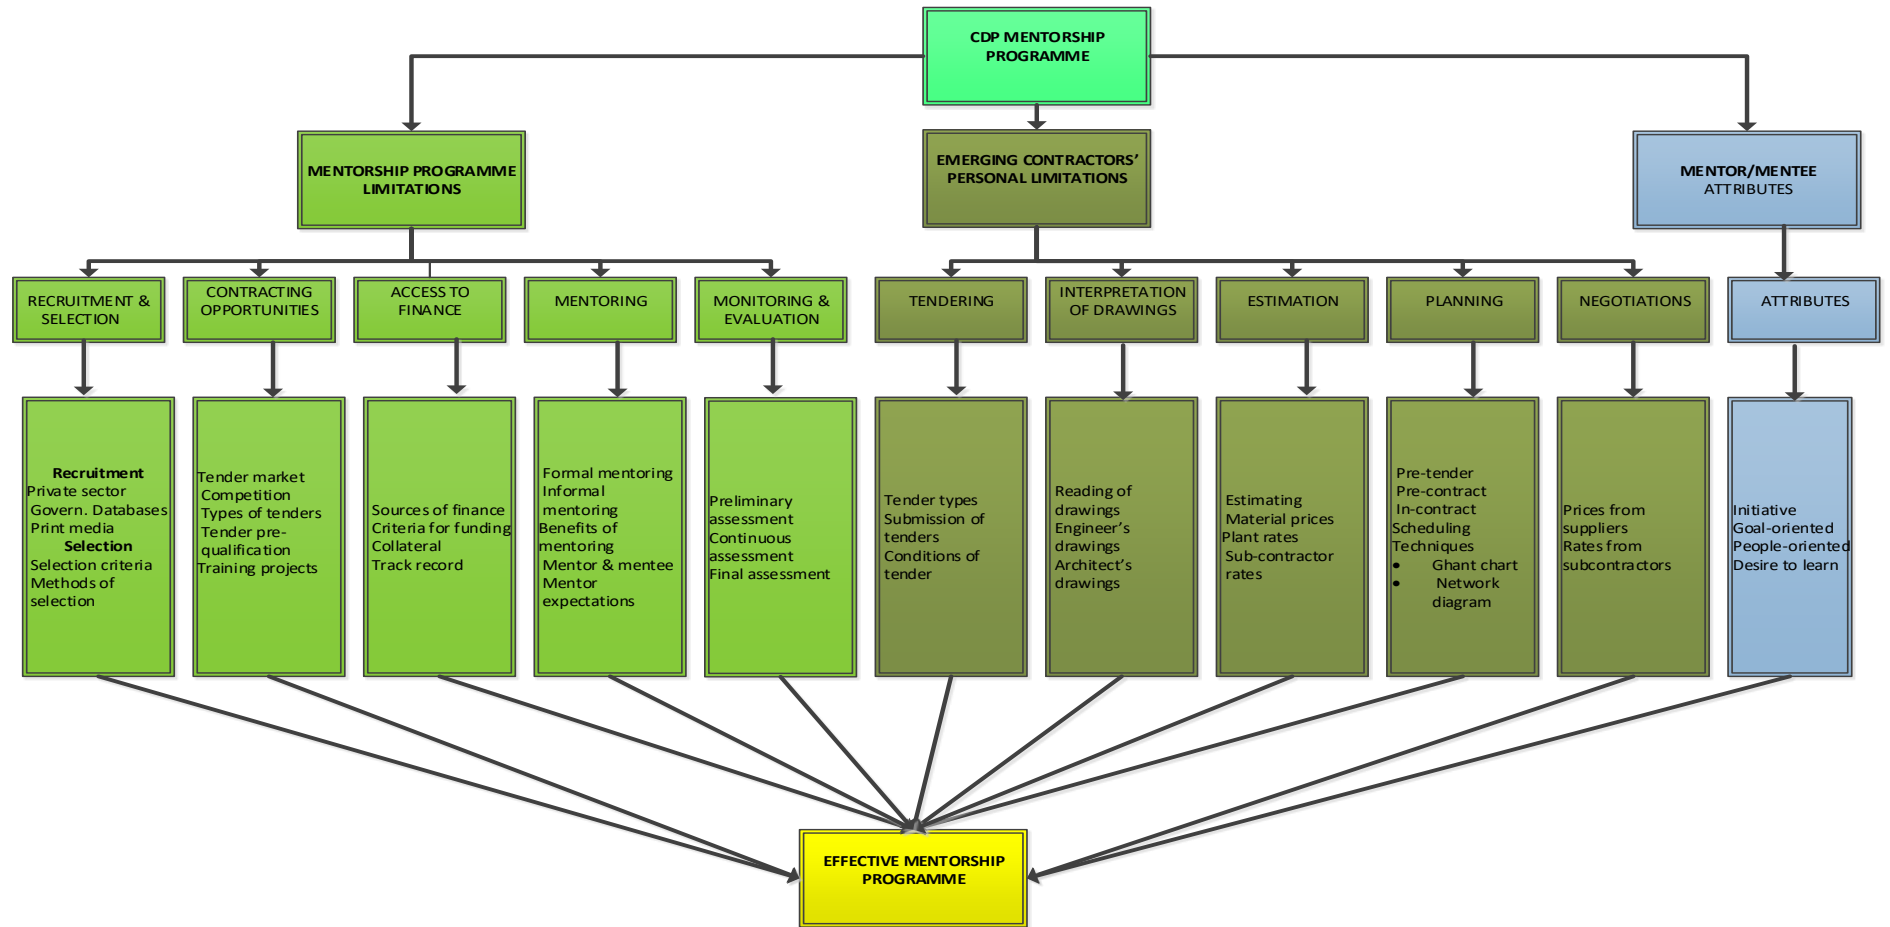 CDP MENTORSHIP
PROGRAMME
MENTORSHIP PROGRAMME
LIMITATIONS
EMERGING CONTRACTORS’
PERSONAL LIMITATIONS
MENTOR/MENTEE
ATTRIBUTES
RECRUITMENT &
SELECTION
CONTRACTING
OPPORTUNITIES
ACCESS TO
FINANCE
MENTORING
MONITORING &
EVALUATION
TENDERING
INTERPRETATION
OF DRAWINGS
ESTIMATION
PLANNING
NEGOTIATIONS
ATTRIBUTES
Recruitment
Private sector
Govern. Databases
Print media
Selection
Selection criteria
Methods of
selection
Tender market
Competition
Types of tenders
Tender pre-
qualification
Training projects
Sources of finance
Criteria for funding
Collateral
Track record
Formal mentoring
Informal
mentoring
Benefits of
mentoring
Mentor & mentee
Mentor
expectations
Preliminary
assessment
Continuous
assessment
Final assessment
Tender types
Submission of
tenders
Conditions of
tender
Reading of
drawings
Engineer’s
drawings
Architect’s
drawings
Estimating
Material prices
Plant rates
Sub-contractor
rates
Pre-tender
Pre-contract
In-contract
Scheduling
Techniques
• Ghant chart
• Network
diagram
Prices from
suppliers
Rates from
subcontractors
Initiative
Goal-oriented
People-oriented
Desire to learn
EFFECTIVE MENTORSHIP
PROGRAMME